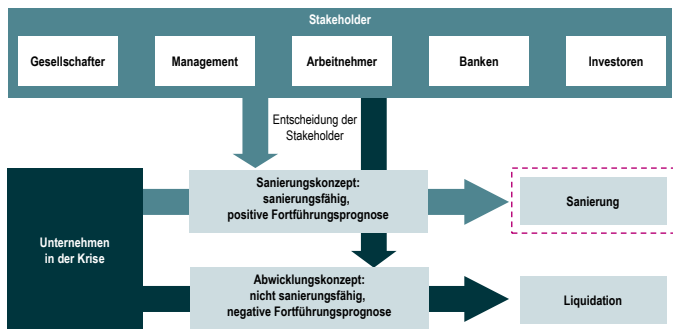 Stakeholder
Gesellschafter
Management
Arbeitnehmer
Banken
Investoren
Entscheidung der
Stakeholder
Unternehmen
in der Krise
Sanierungskonzept:
sanierungsfähig,
positive Fortführungsprognose
Sanierung
Abwicklungskonzept:
nicht sanierungsfähig,
negative Fortführungsprognose
Liquidation